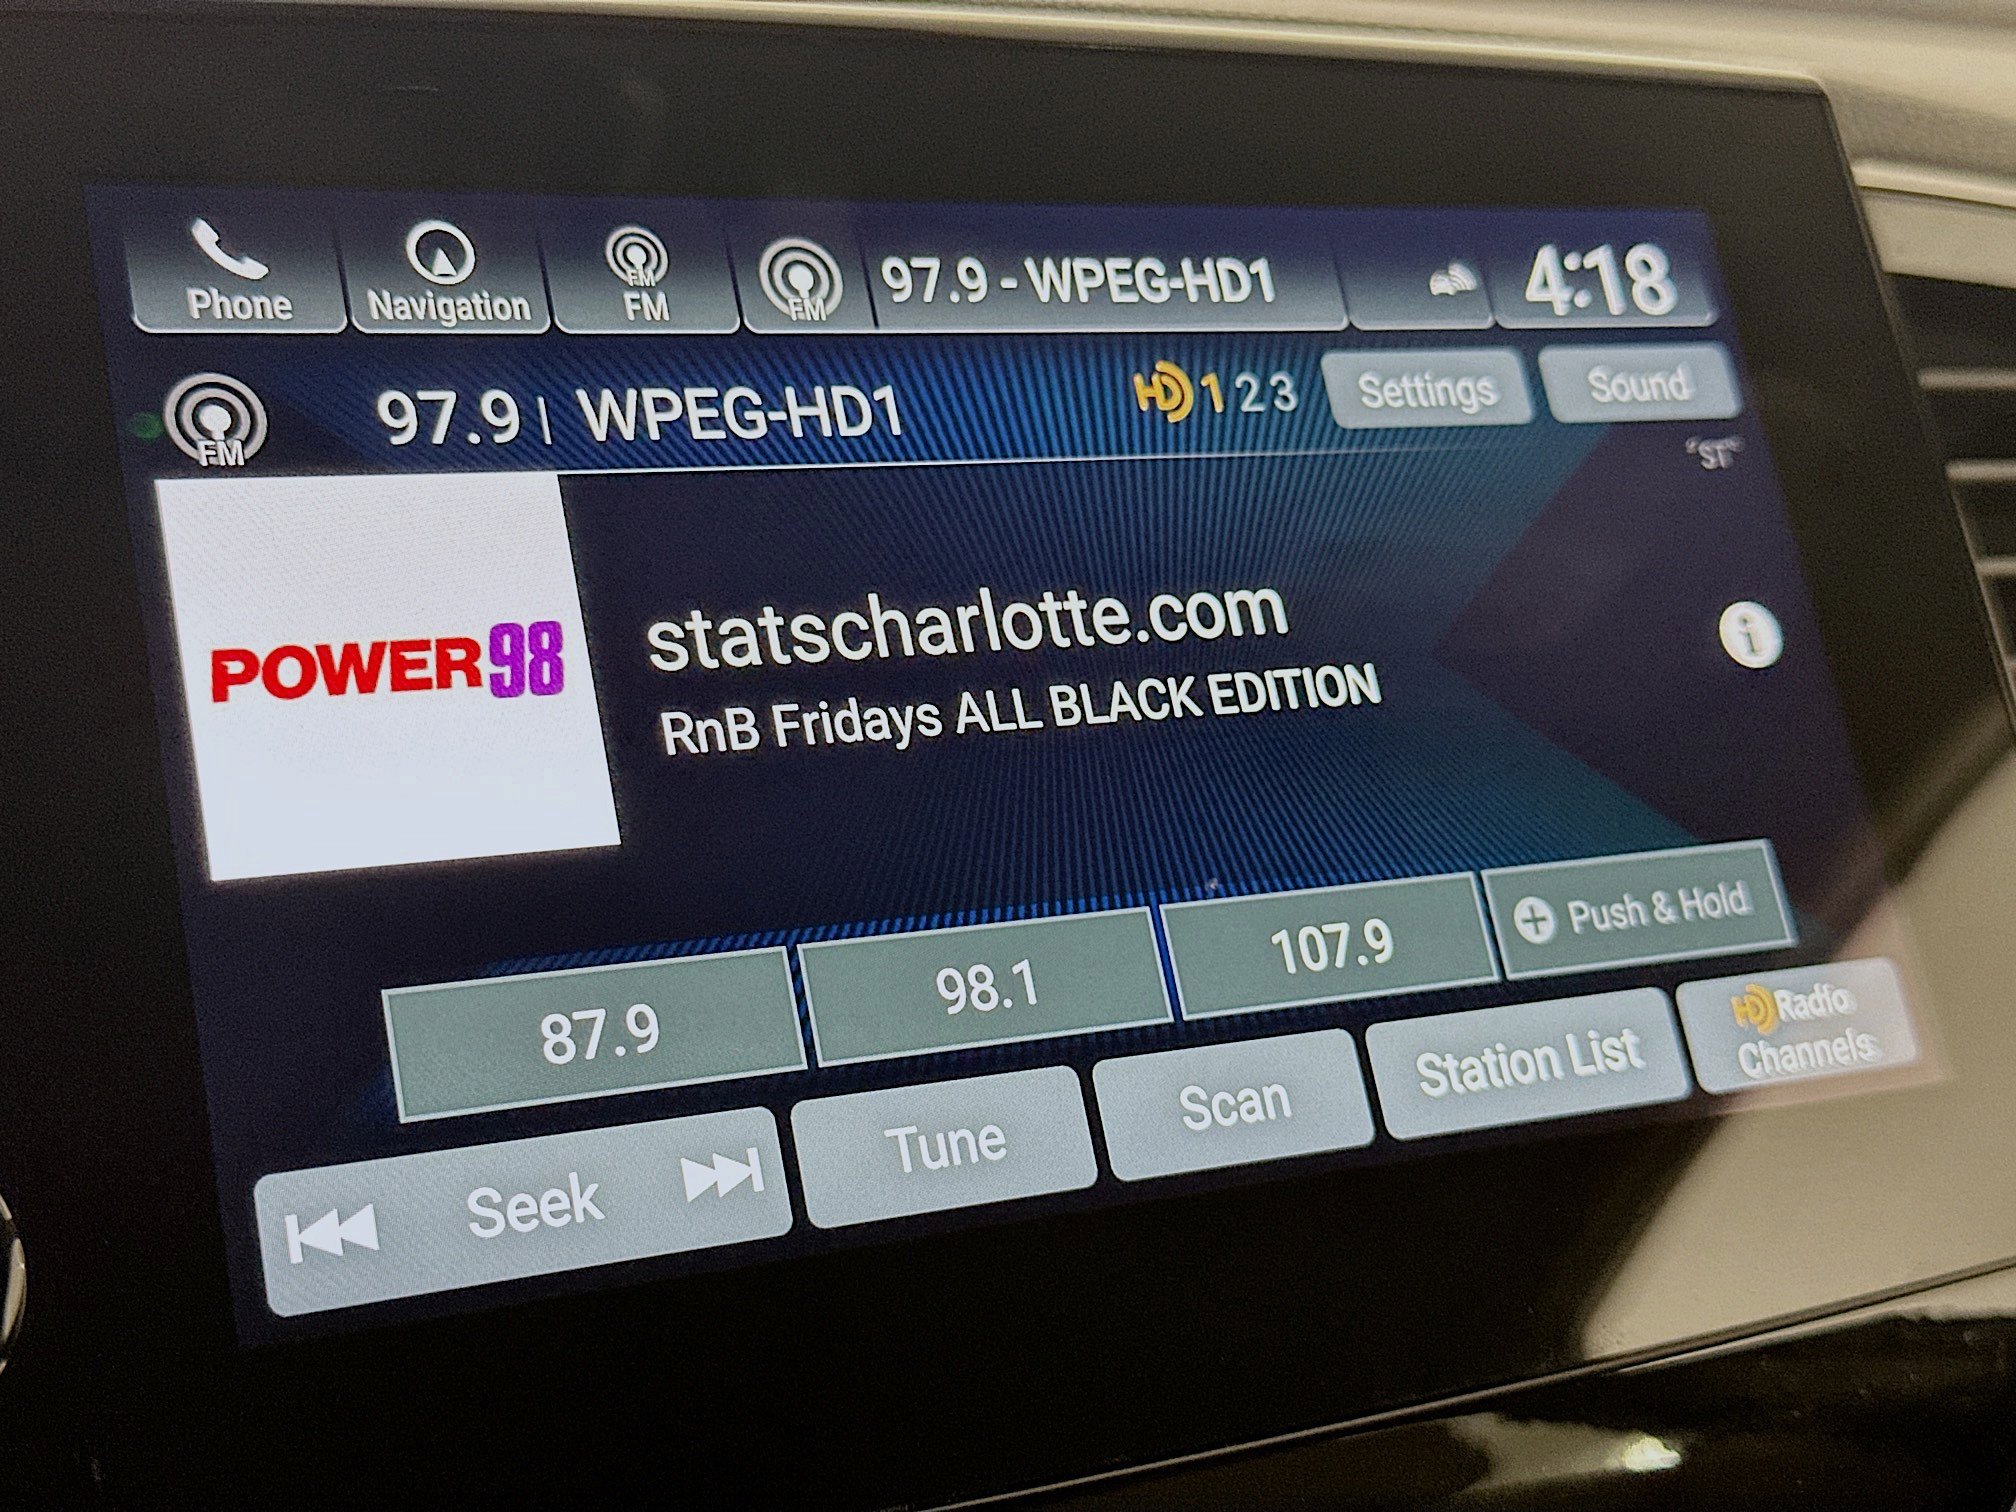 Phone
Navigation
FM
FM
FM
97.9 - WPEG-HD1
4:18
FM
97.9 | WPEG-HD1
HD 1 2 3
Settings
Sound
"ST"
POWER98
statscharlotte.com
RnB Fridays ALL BLACK EDITION
i
87.9
98.1
107.9
Push & Hold
Seek
Tune
Scan
Station List
HD Radio
Channels